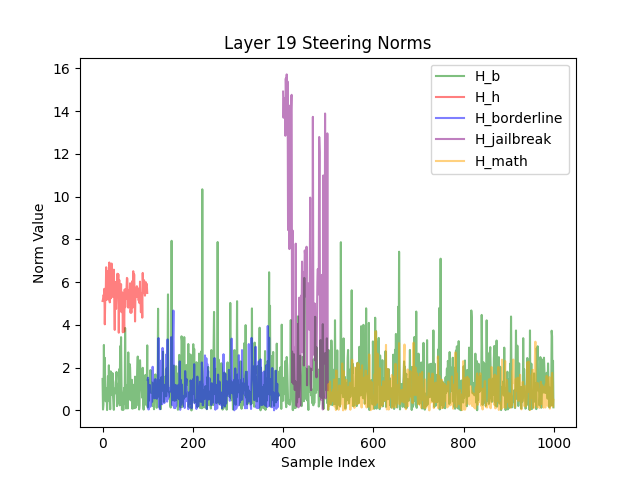 Layer 19 Steering Norms
Norm Value
16
14
12
10
8
6
4
2
0
H_b
H_h
H_borderline
H_jailbreak
H_math
0
200
400
600
800
1000
Sample Index